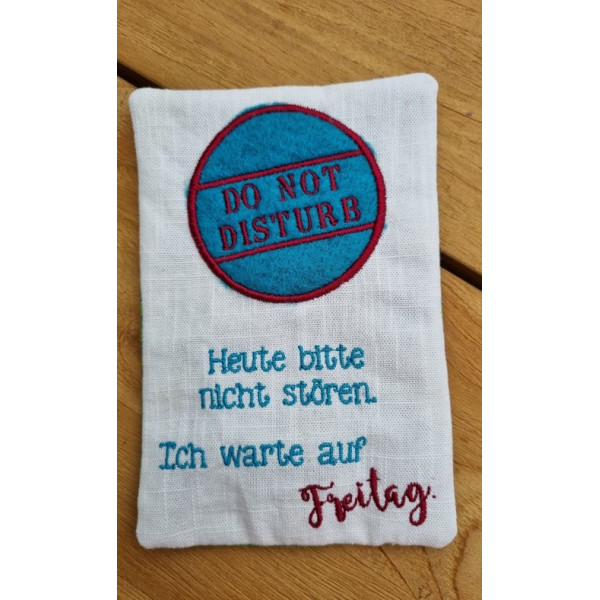 DO NOT
DISTURB
Heute bitte
nicht stören.
Ich warte auf
Freitag.